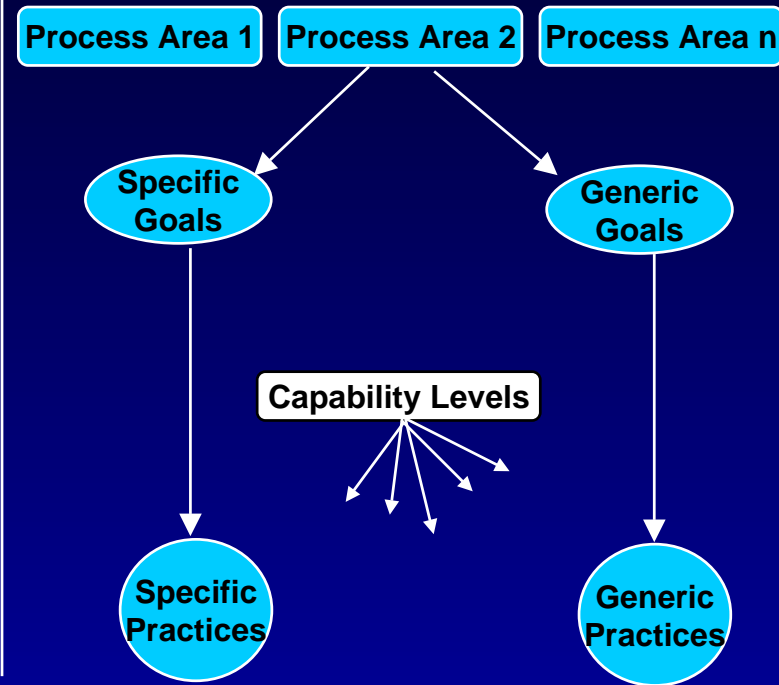 Process Area 1
Process Area 2
Process Area n
Specific
Goals
Generic
Goals
Capability Levels
Specific
Practices
Generic
Practices